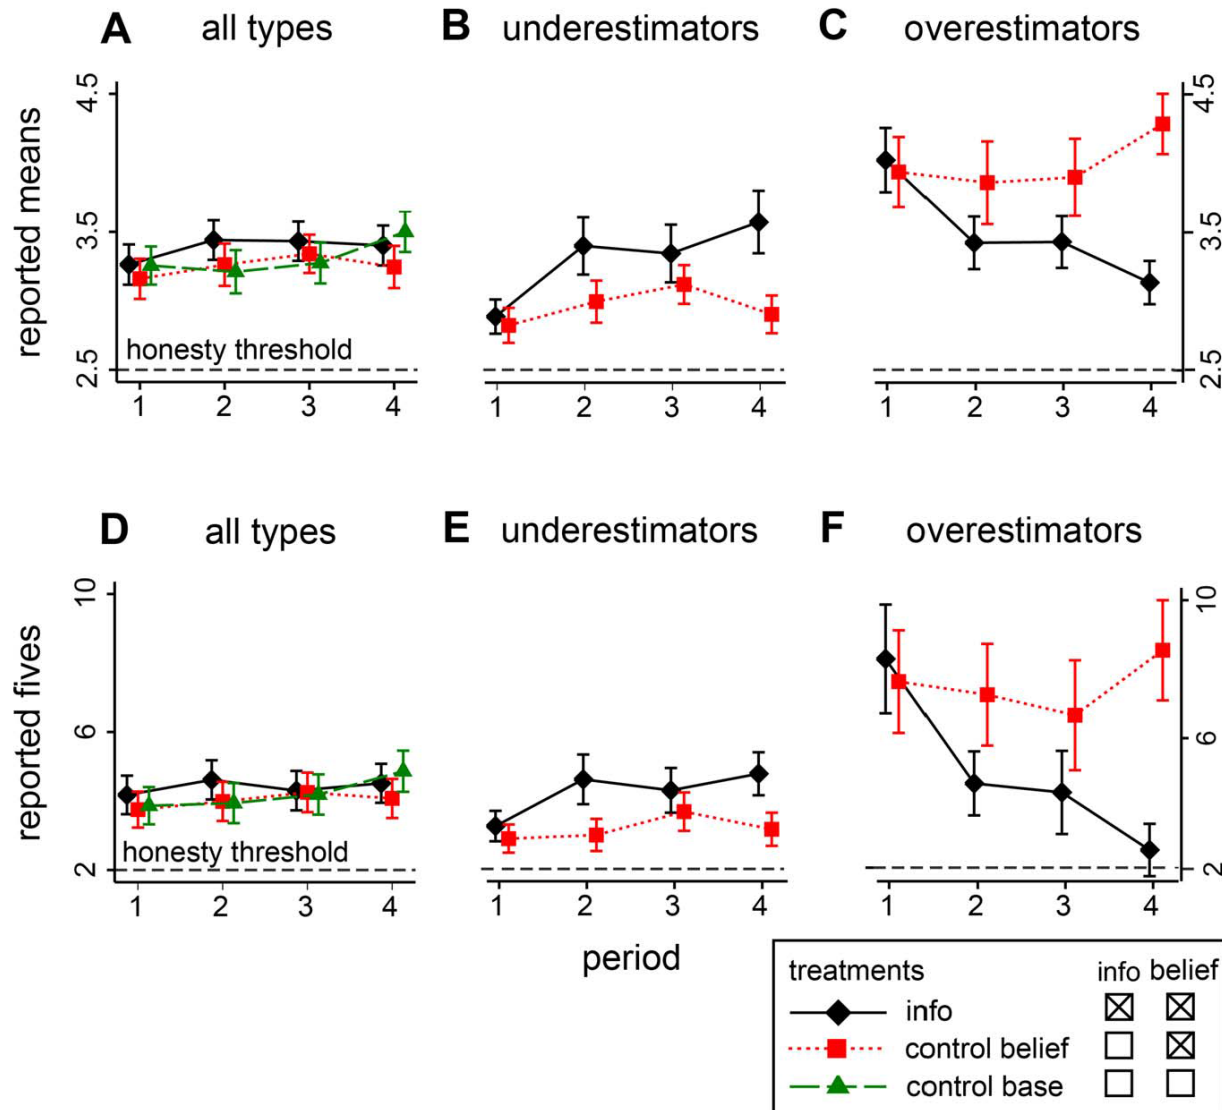 A all types
B underestimators
C overestimators
reported means
4.5
3.5
2.5
honesty threshold
1 2 3 4
1 2 3 4
4.5
3.5
2.5
1 2 3 4
D all types
E underestimators
F overestimators
reported fives
10
6
2
honesty threshold
1 2 3 4
1 2 3 4
10
6
2
1 2 3 4
period
treatments info belief
info
control belief
control base